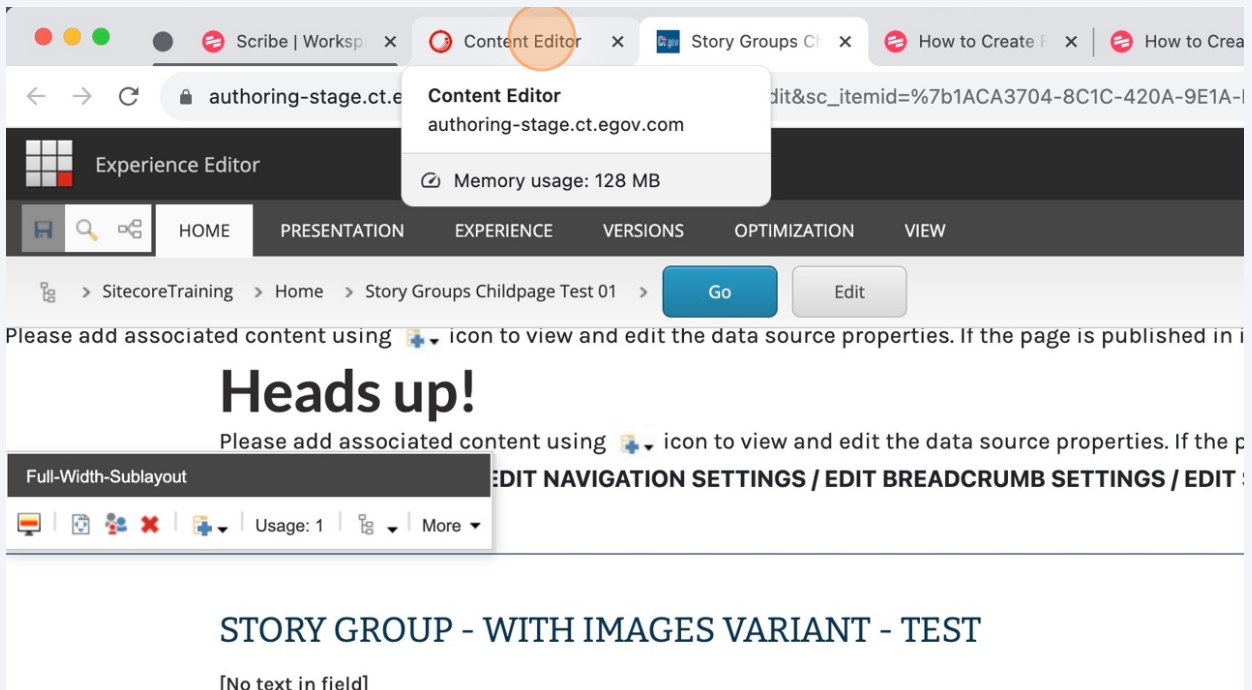 Scribe | Worksp
Content Editor
Story Groups Ch
How to Create F
How to Crea
authoring-stage.ct.e
dit&sc_itemid=%7b1ACA3704-8C1C-420A-9E1A-
Content Editor
authoring-stage.ct.egov.com
Memory usage: 128 MB
Experience Editor
HOME PRESENTATION EXPERIENCE VERSIONS OPTIMIZATION VIEW
> SitecoreTraining > Home > Story Groups Childpage Test 01 > Go Edit
Please add associated content using icon to view and edit the data source properties. If the page is published in i
Heads up!
Please add associated content using icon to view and edit the data source properties. If the p
Full-Width-Sublayout
EDIT NAVIGATION SETTINGS / EDIT BREADCRUMB SETTINGS / EDIT
Usage: 1 More
STORY GROUP - WITH IMAGES VARIANT - TEST
[No text in field]